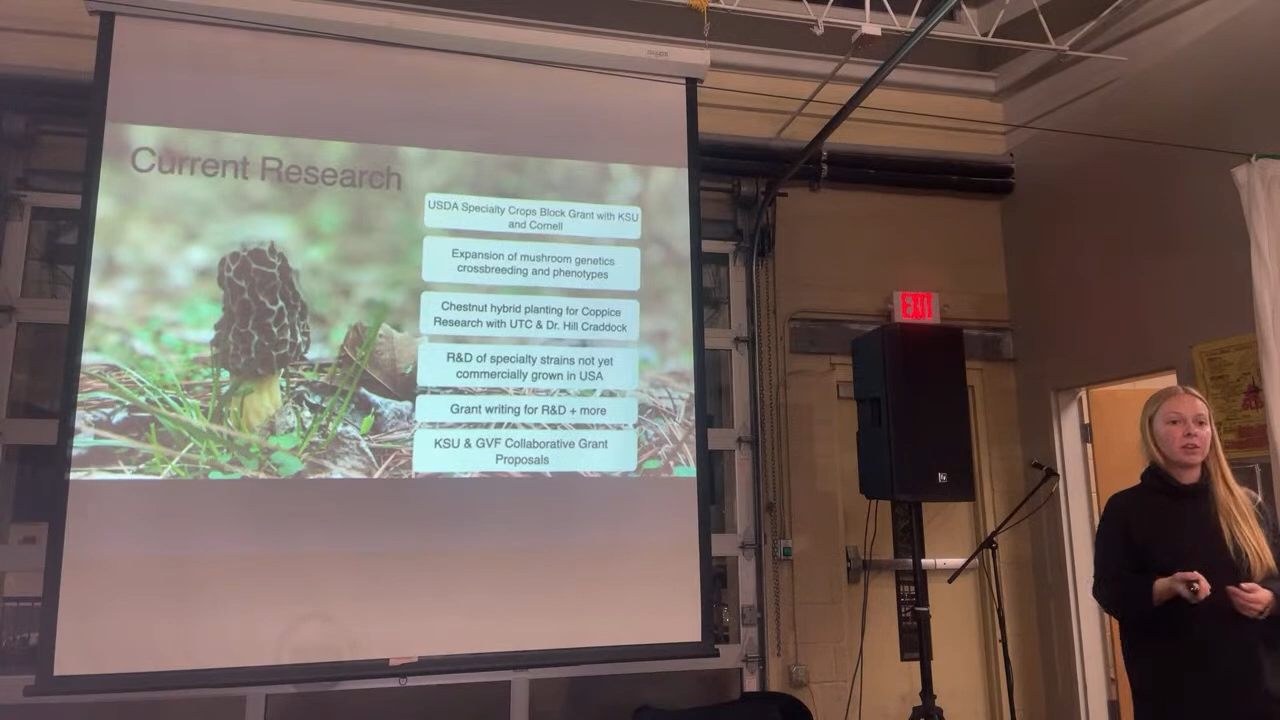 Current Research
USDA Specialty Crops Block Grant with KSU
and Cornell
Expansion of mushroom genetics
crossbreeding and phenotypes
Chestnut hybrid planting for Coppice
Research with UTC & Dr. Hill Craddock
R&D of specialty strains not yet
commercially grown in USA
Grant writing for R&D + more
KSU & GVF Collaborative Grant
Proposals
EXIT